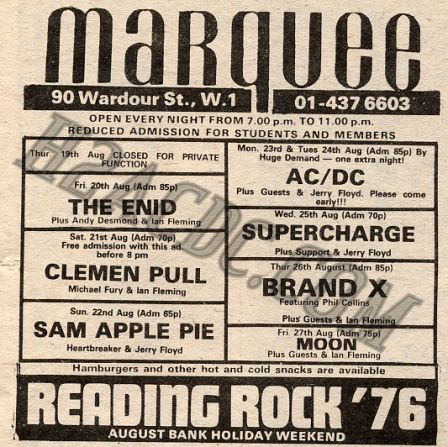 marquee
90 Wardour St., W.1 01-437 6603
OPEN EVERY NIGHT FROM 7.00 p.m. TO 11.00 p.m.
REDUCED ADMISSION FOR STUDENTS AND MEMBERS
Thur 19th Aug CLOSED FOR PRIVATE
FUNCTION
Fri. 20th Aug (Adm 85p)
THE ENID
Plus Andy Desmond & Ian Fleming
Sat. 21st Aug (Adm 70p)
Free admission with this ad
before 8 pm
CLEMEN PULL
Michael Fury & Ian Fleming
Sun. 22nd Aug (Adm 65p)
SAM APPLE PIE
Heartbreaker & Jerry Floyd
Mon. 23rd & Tues 24th Aug (Adm 85p) By
Huge Demand — one extra night!
AC/DC
Plus Guests & Jerry Floyd. Please come
early!!!
Wed. 25th Aug (Adm 70p)
SUPERCHARGE
Plus Support & Jerry Floyd
Thur 26th August (Adm 85p)
BRAND X
Featuring Phil Collins
Plus Guests & Ian Fleming
Fri. 27th Aug (Adm 75p)
MOON
Plus Guests & Ian Fleming
Hamburgers and other hot and cold snacks are available
READING ROCK '76
AUGUST BANK HOLIDAY WEEKEND